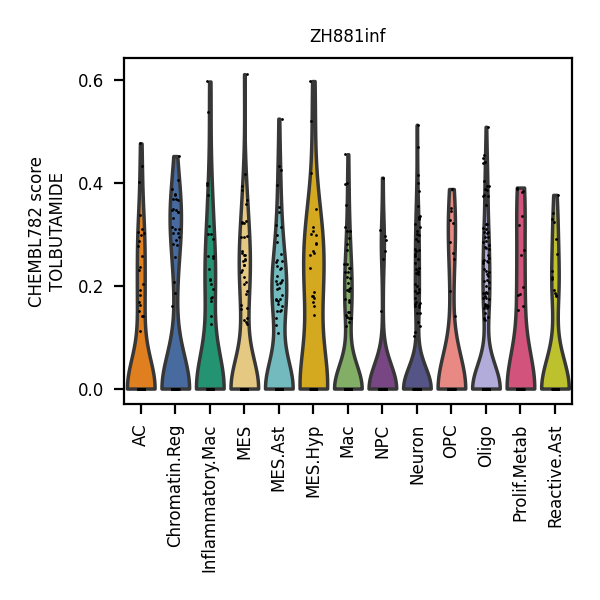 ZH881inf
CHEMBL782 score
TOLBUTAMIDE
0.6
0.4
0.2
0.0
AC
Chromatin.Reg
Inflammatory.Mac
MES
MES.Ast
MES.Hyp
Mac
NPC
Neuron
OPC
Oligo
Prolif.Metab
Reactive.Ast